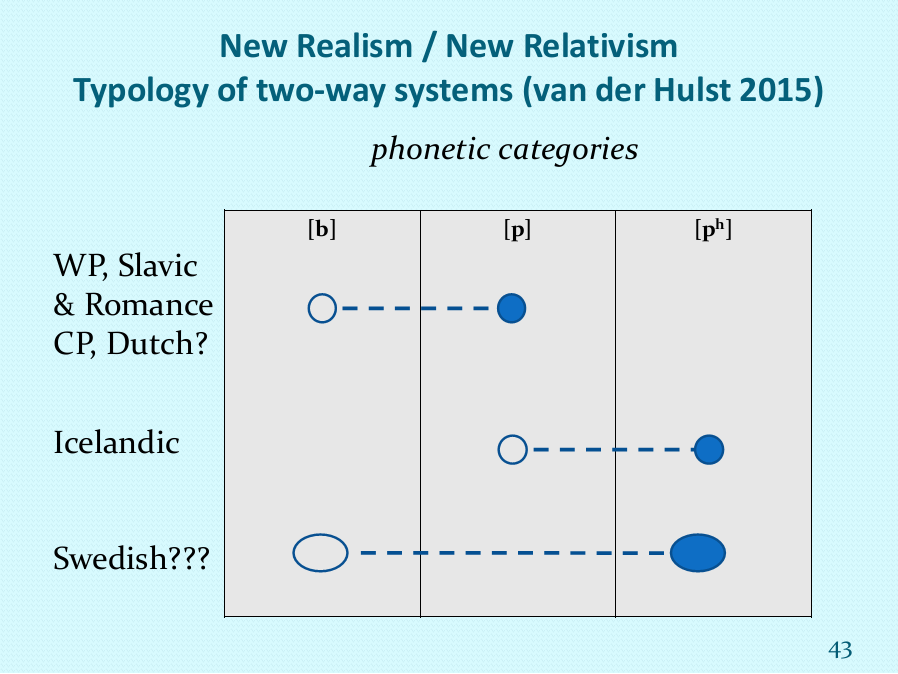 New Realism / New Relativism
Typology of two-way systems (van der Hulst 2015)
phonetic categories
[b] [p] [pʰ]
WP, Slavic
& Romance
CP, Dutch?
Icelandic
Swedish???
43